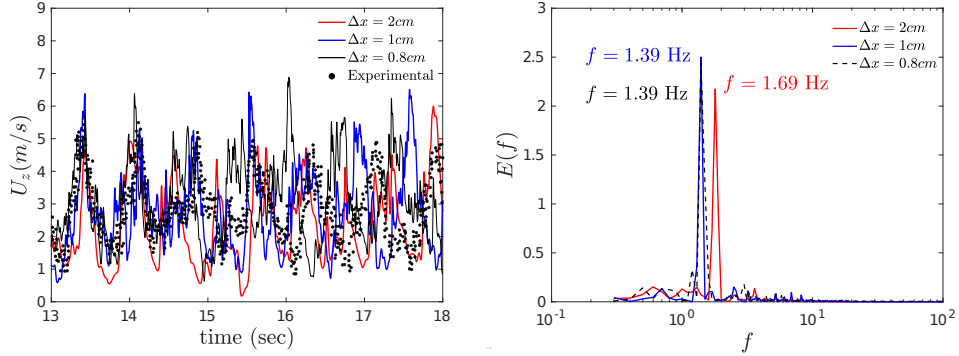 9
8
7
6
5
4
3
2
1
0
U_z(m/s)
Δx = 2cm
Δx = 1cm
Δx = 0.8cm
Experimental
13 14 15 16 17 18
time (sec)
3
2.5
2
1.5
1
0.5
0
E(f)
f = 1.39 Hz
f = 1.39 Hz
f = 1.69 Hz
Δx = 2cm
Δx = 1cm
Δx = 0.8cm
10^-1 10^0 10^1 10^2
f